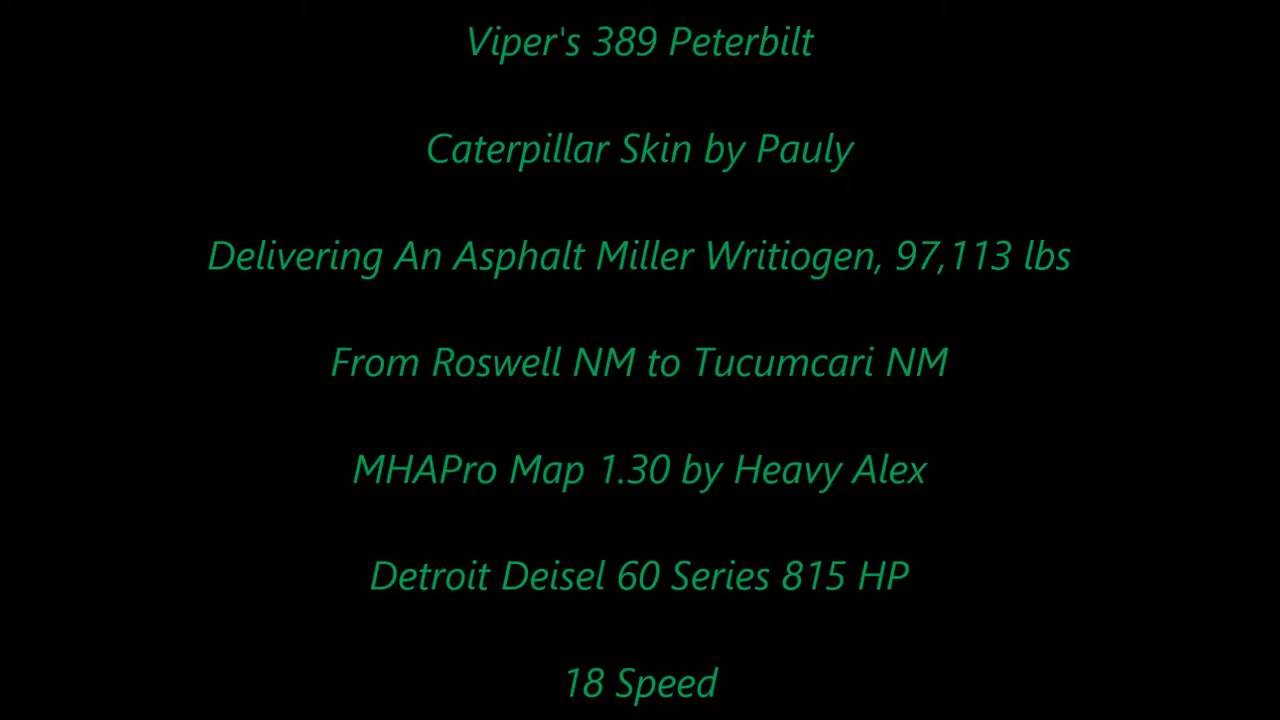 Viper's 389 Peterbilt
Caterpillar Skin by Pauly
Delivering An Asphalt Miller Writiogen, 97,113 lbs
From Roswell NM to Tucumcari NM
MHAPro Map 1.30 by Heavy Alex
Detroit Deisel 60 Series 815 HP
18 Speed